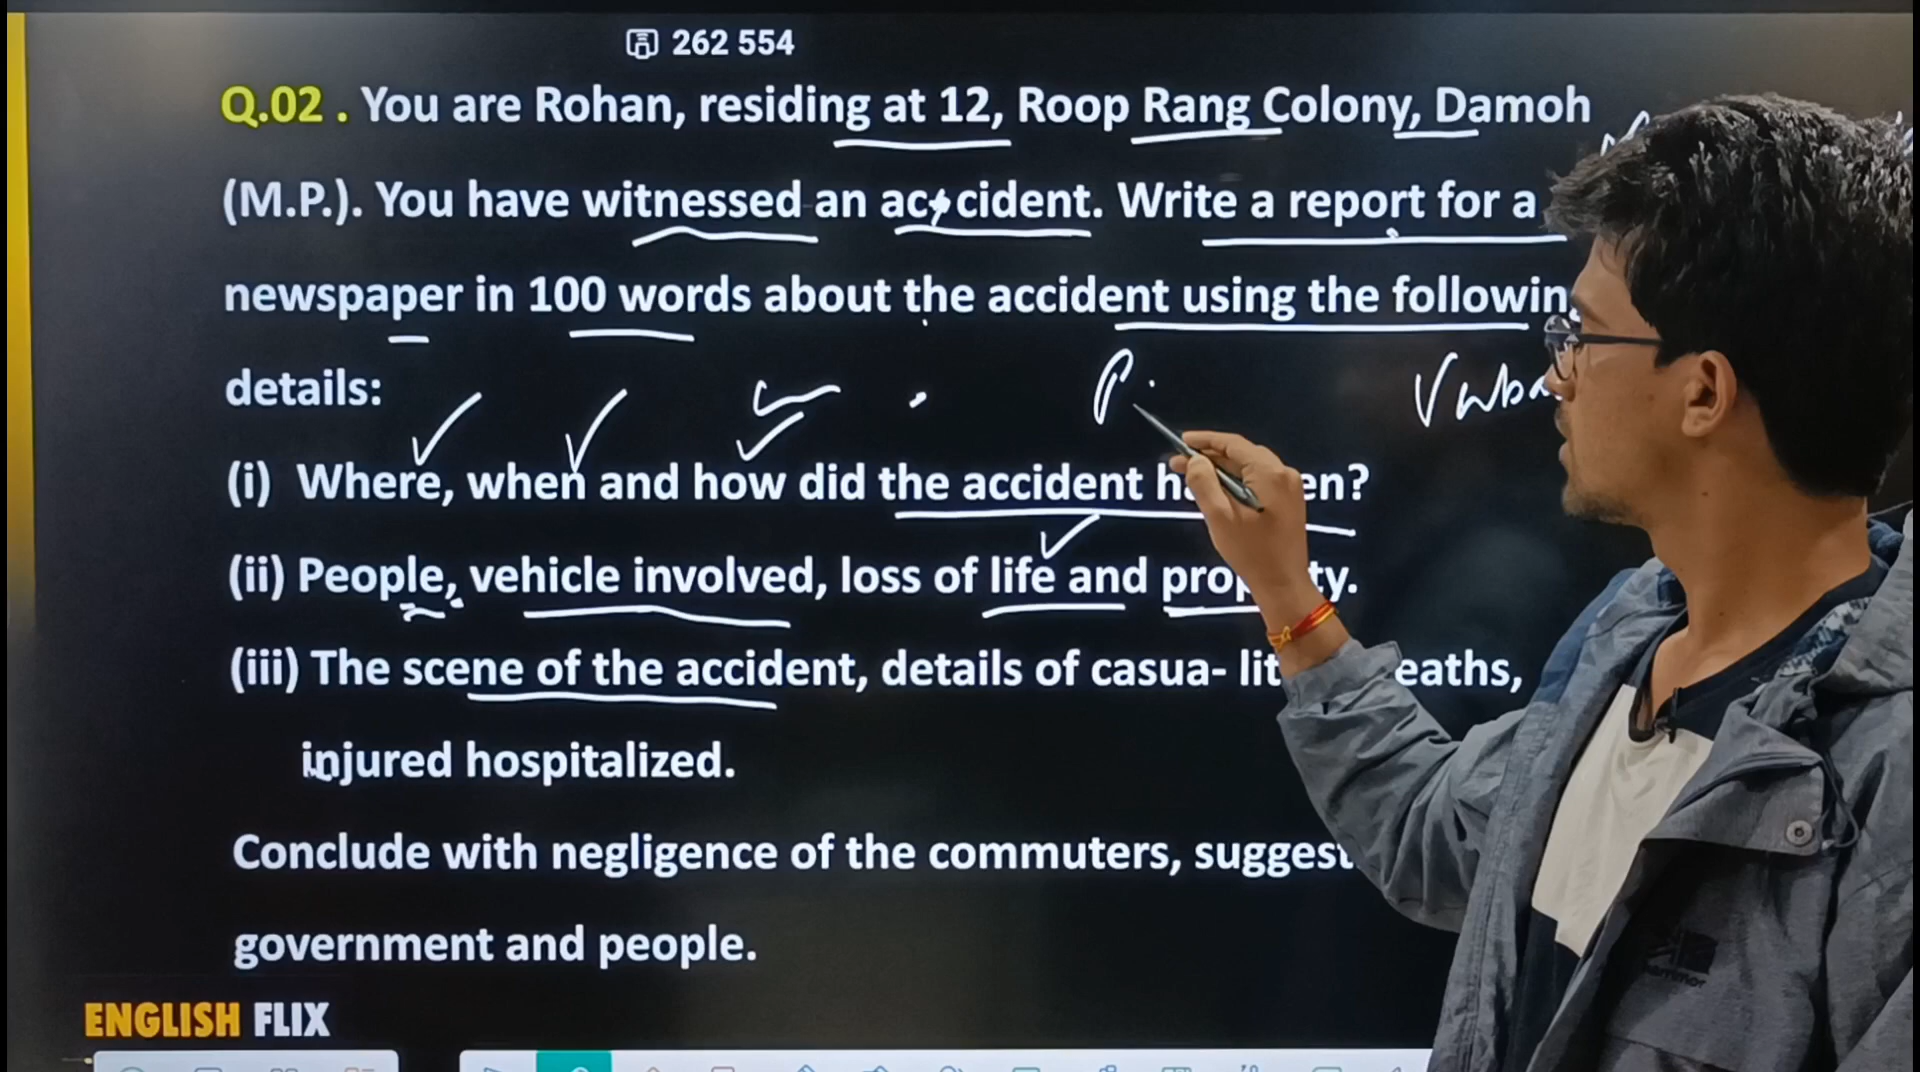 262 554
Q.02 . You are Rohan, residing at 12, Roop Rang Colony, Damoh
(M.P.). You have witnessed an accident. Write a report for a
newspaper in 100 words about the accident using the
details:
(i) Where, when and how did the accident
(ii) People, vehicle involved, loss of life and
(iii) The scene of the accident, details of casua-
injured hospitalized.
Conclude with negligence of the commuters,
government and people.
ENGLISH FLIX